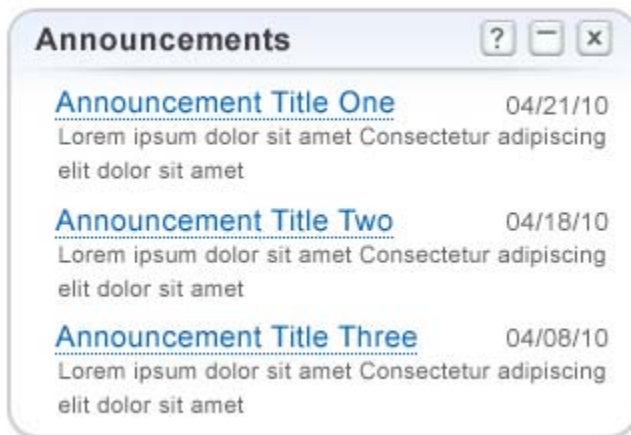 Announcements ? – x
Announcement Title One 04/21/10
Lorem ipsum dolor sit amet Consectetur adipiscing
elit dolor sit amet
Announcement Title Two 04/18/10
Lorem ipsum dolor sit amet Consectetur adipiscing
elit dolor sit amet
Announcement Title Three 04/08/10
Lorem ipsum dolor sit amet Consectetur adipiscing
elit dolor sit amet